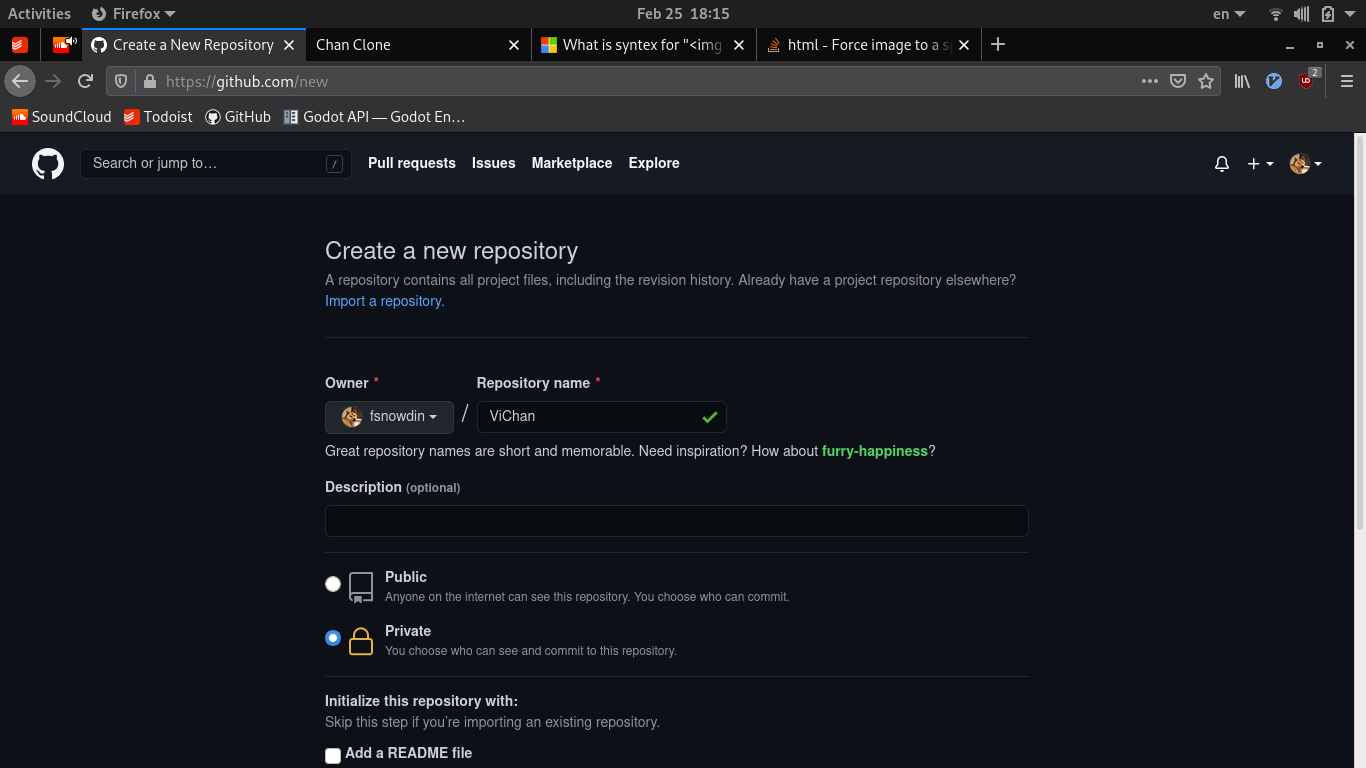 Activities Firefox Feb 25 18:15 en
Create a New Repository Chan Clone What is syntex for "<img html - Force image to a s
https://github.com/new 2
SoundCloud Todoist GitHub Godot API — Godot En…
Search or jump to… / Pull requests Issues Marketplace Explore
Create a new repository
A repository contains all project files, including the revision history. Already have a project repository elsewhere?
Import a repository.
Owner * Repository name *
fsnowdin / ViChan
Great repository names are short and memorable. Need inspiration? How about furry-happiness?
Description (optional)
Public
Anyone on the internet can see this repository. You choose who can commit.
Private
You choose who can see and commit to this repository.
Initialize this repository with:
Skip this step if you're importing an existing repository.
Add a README file